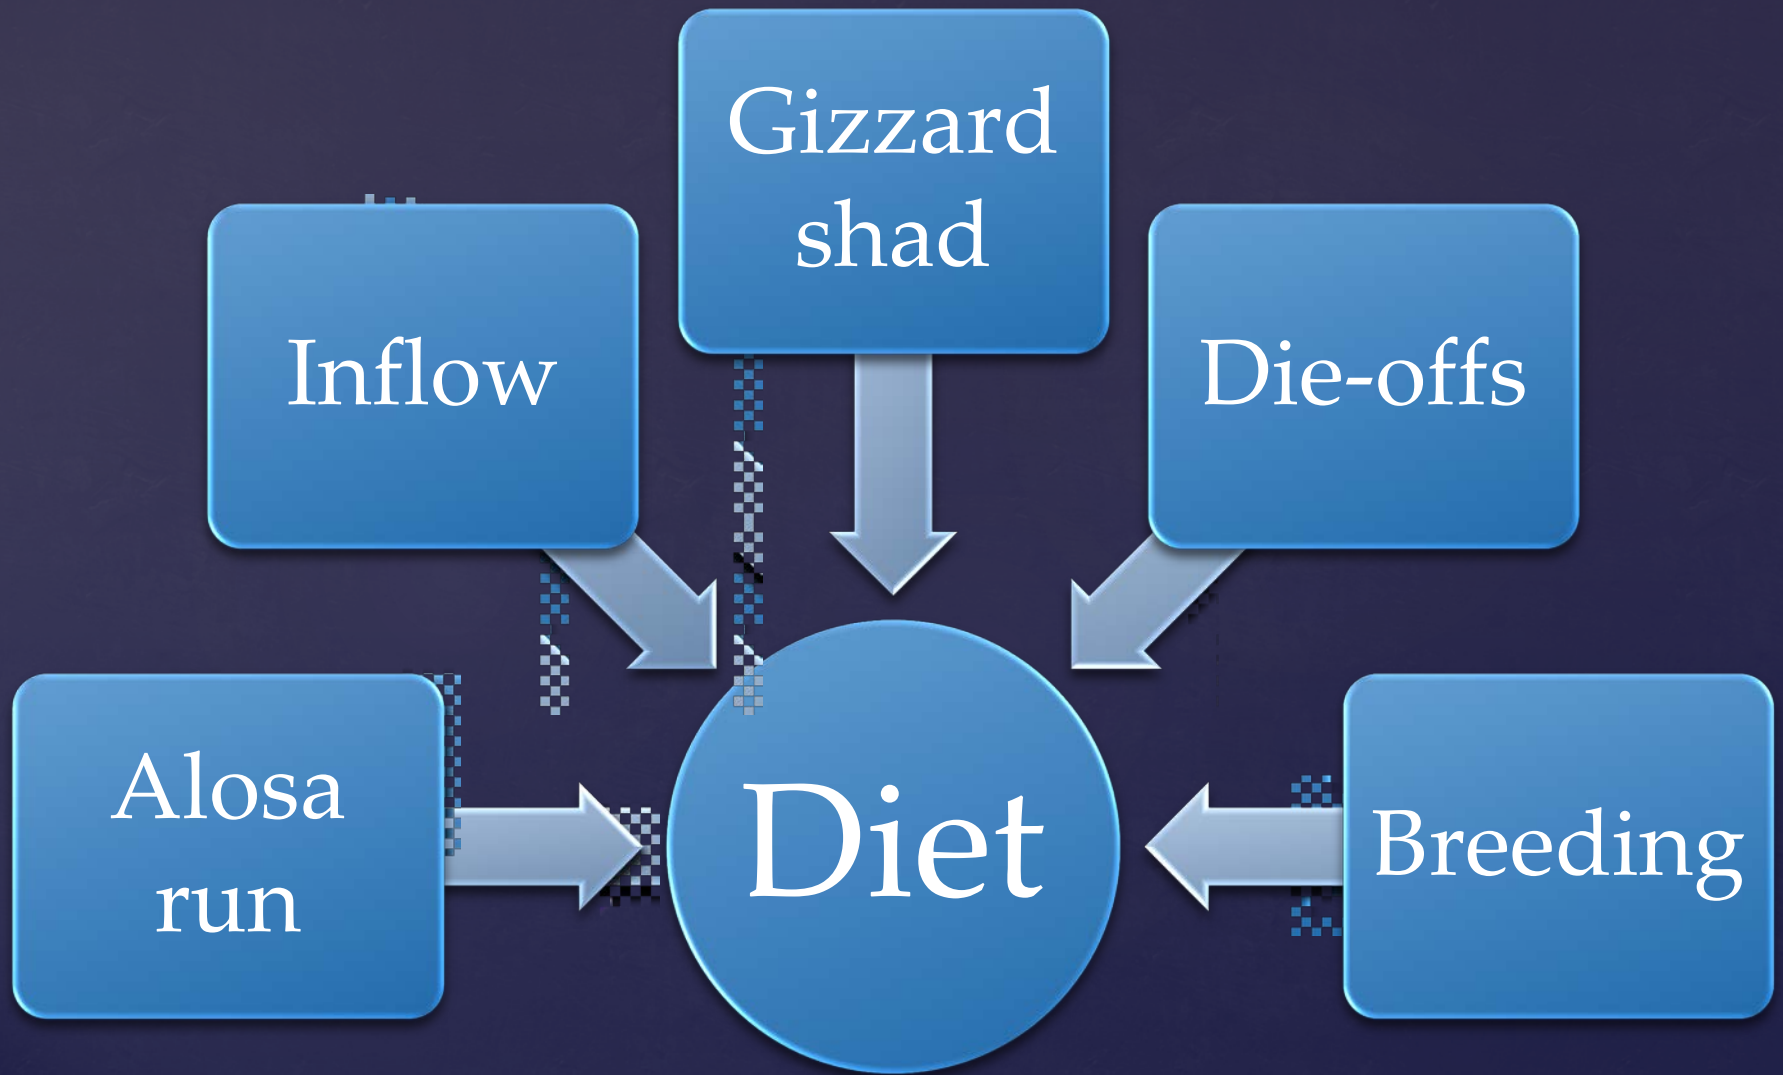 Gizzard
shad
Inflow
Die-offs
Alosa
run
Diet
Breeding